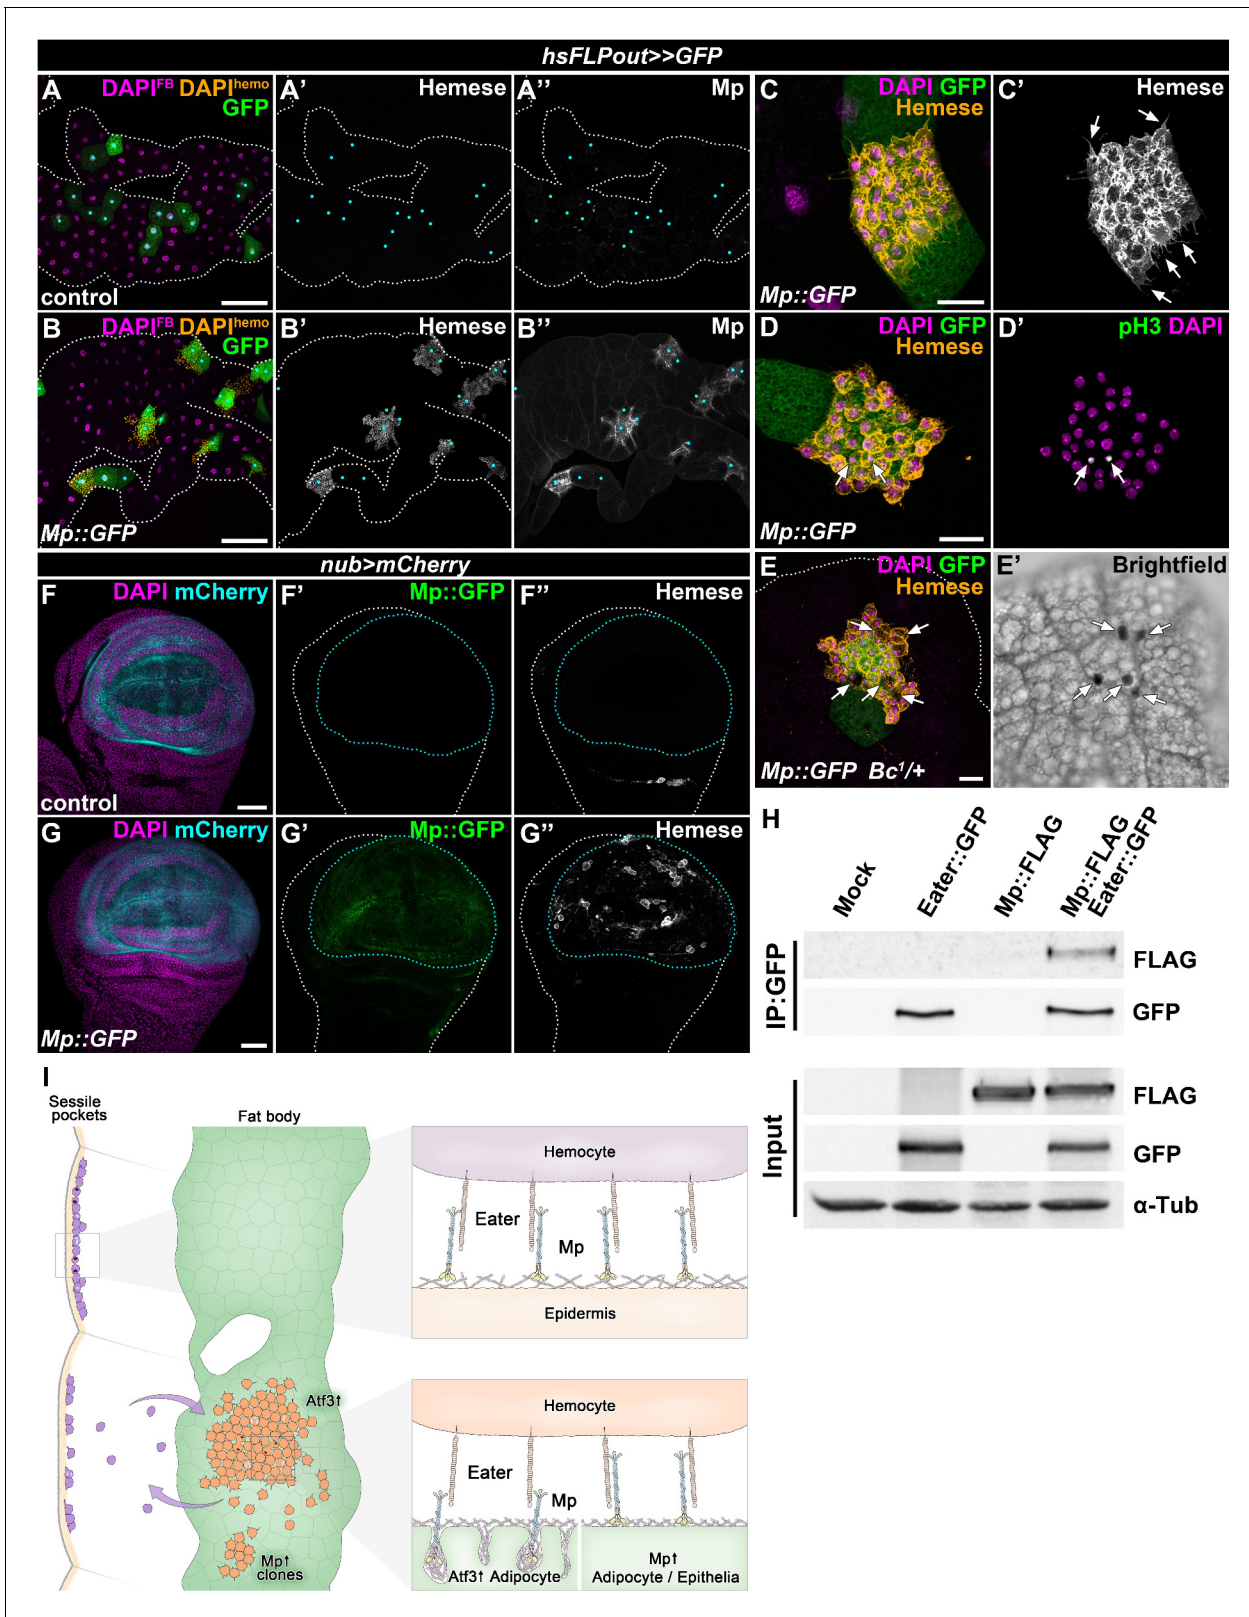 hsFLPout>>GFP
A
DAPIFB DAPIhemo
GFP
control
A'
Hemese
A''
Mp
C
DAPI GFP
Hemese
Mp::GFP
C'
Hemese
B
DAPIFB DAPIhemo
GFP
Mp::GFP
B'
Hemese
B''
Mp
D
DAPI GFP
Hemese
Mp::GFP
D'
pH3 DAPI
nub>mCherry
F
DAPI mCherry
control
F'
Mp::GFP
F''
Hemese
E
DAPI GFP
Hemese
Mp::GFP Bc1/+
E'
Brightfield
G
DAPI mCherry
Mp::GFP
G'
Mp::GFP
G''
Hemese
H
Mock
Eater::GFP
Mp::FLAG
Mp::FLAG
Eater::GFP
IP:GFP
FLAG
GFP
Input
FLAG
GFP
α-Tub
I
Sessile
pockets
Fat body
Atf3↑
Mp↑
clones
Hemocyte
Eater
Mp
Epidermis
Hemocyte
Eater
Mp
Atf3↑ Adipocyte
Mp↑
Adipocyte / Epithelia